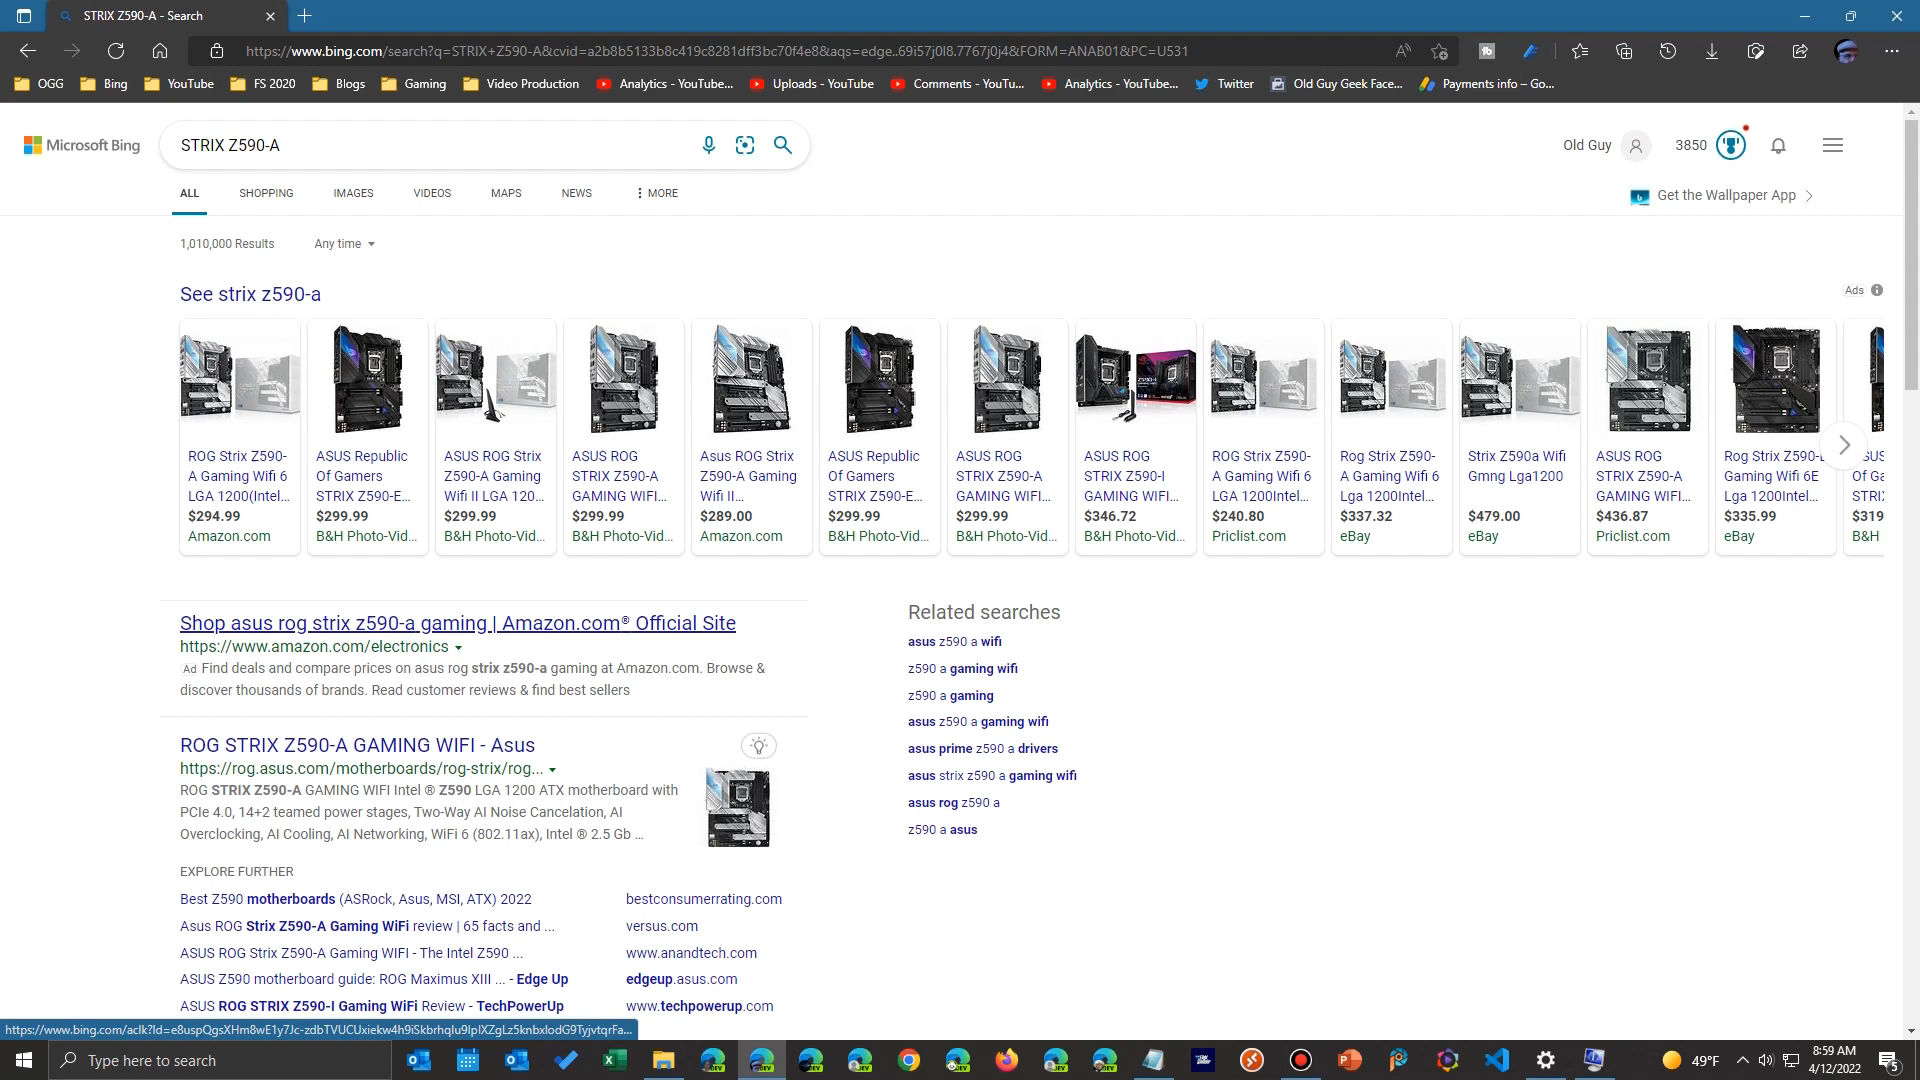 STRIX Z590-A - Search
https://www.bing.com/search?q=STRIX+Z590-A&cvid=a2b8b5133b8c419c8281dff3bc70f4e8&aqs=edge..69i57j0l8.7767j0j4&FORM=ANAB01&PC=U531
OGG Bing YouTube FS 2020 Blogs Gaming Video Production Analytics - YouTube... Uploads - YouTube Comments - YouTu... Analytics - YouTube... Twitter Old Guy Geek Face... Payments info – Go...
Microsoft Bing
STRIX Z590-A
Old Guy 3850
ALL SHOPPING IMAGES VIDEOS MAPS NEWS MORE
Get the Wallpaper App
1,010,000 Results Any time
See strix z590-a
Ads
ROG Strix Z590-
A Gaming Wifi 6
LGA 1200(Intel...
$294.99
Amazon.com
ASUS Republic
Of Gamers
STRIX Z590-E...
$299.99
B&H Photo-Vid...
ASUS ROG Strix
Z590-A Gaming
Wifi II LGA 120...
$299.99
B&H Photo-Vid...
ASUS ROG
STRIX Z590-A
GAMING WIFI...
$299.99
B&H Photo-Vid...
Asus ROG Strix
Z590-A Gaming
Wifi II...
$289.00
Amazon.com
ASUS Republic
Of Gamers
STRIX Z590-E...
$299.99
B&H Photo-Vid...
ASUS ROG
STRIX Z590-A
GAMING WIFI...
$299.99
B&H Photo-Vid...
ASUS ROG
STRIX Z590-I
GAMING WIFI...
$346.72
B&H Photo-Vid...
ROG Strix Z590-
A Gaming Wifi 6
LGA 1200Intel...
$240.80
Priclist.com
Rog Strix Z590-
A Gaming Wifi 6
Lga 1200Intel...
$337.32
eBay
Strix Z590a Wifi
Gmng Lga1200
$479.00
eBay
ASUS ROG
STRIX Z590-A
GAMING WIFI...
$436.87
Priclist.com
Rog Strix Z590-
Gaming Wifi 6E
Lga 1200Intel...
$335.99
eBay
Of Ga
STRI
$319
B&H
Shop asus rog strix z590-a gaming | Amazon.com® Official Site
https://www.amazon.com/electronics
Ad Find deals and compare prices on asus rog strix z590-a gaming at Amazon.com. Browse &
discover thousands of brands. Read customer reviews & find best sellers
ROG STRIX Z590-A GAMING WIFI - Asus
https://rog.asus.com/motherboards/rog-strix/rog...
ROG STRIX Z590-A GAMING WIFI Intel ® Z590 LGA 1200 ATX motherboard with
PCIe 4.0, 14+2 teamed power stages, Two-Way AI Noise Cancelation, AI
Overclocking, AI Cooling, AI Networking, WiFi 6 (802.11ax), Intel ® 2.5 Gb ...
EXPLORE FURTHER
Best Z590 motherboards (ASRock, Asus, MSI, ATX) 2022 bestconsumerrating.com
Asus ROG Strix Z590-A Gaming WiFi review | 65 facts and ... versus.com
ASUS ROG Strix Z590-A Gaming WIFI - The Intel Z590 ... www.anandtech.com
ASUS Z590 motherboard guide: ROG Maximus XIII ... - Edge Up edgeup.asus.com
ASUS ROG STRIX Z590-I Gaming WiFi Review - TechPowerUp www.techpowerup.com
Related searches
asus z590 a wifi
z590 a gaming wifi
z590 a gaming
asus z590 a gaming wifi
asus prime z590 a drivers
asus strix z590 a gaming wifi
asus rog z590 a
z590 a asus
Type here to search
49°F
8:59 AM
4/12/2022
5